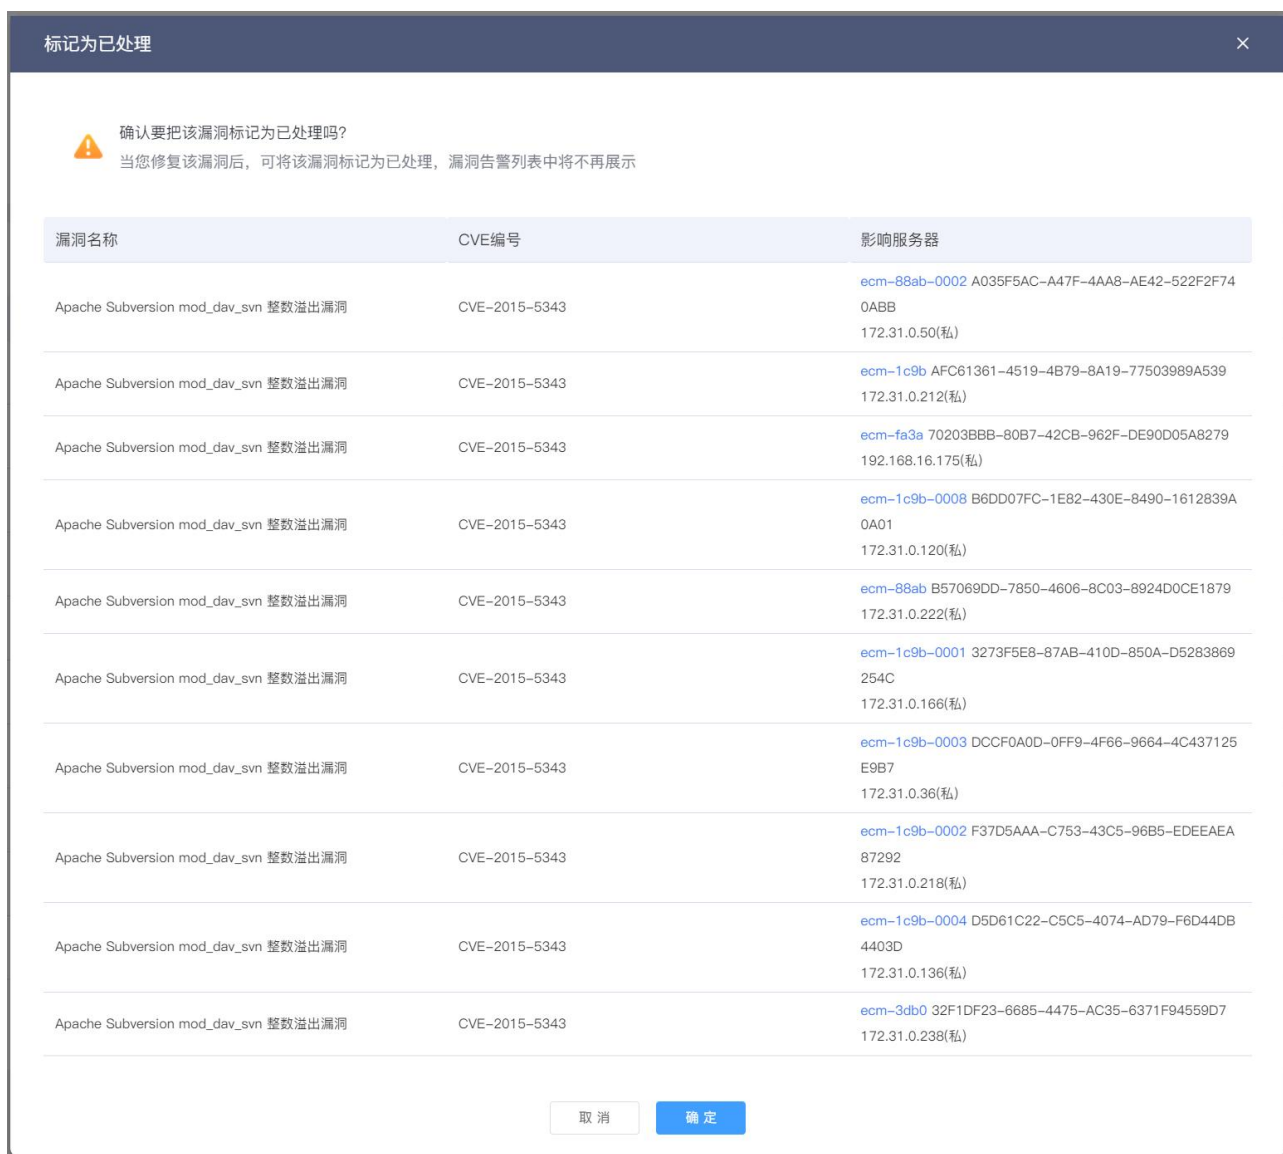 标记为已处理
确认要把该漏洞标记为已处理吗?
当您修复该漏洞后，可将该漏洞标记为已处理，漏洞告警列表中将不再展示
漏洞名称 CVE编号 影响服务器
ecm-88ab-0002 A035F5AC-A47F-4AA8-AE42-522F2F74
Apache Subversion mod_dav_svn 整数溢出漏洞 CVE-2015-5343 0ABB
172.31.0.50(私)
ecm-1c9b AFC61361-4519-4B79-8A19-77503989A539
Apache Subversion mod_dav_svn 整数溢出漏洞 CVE-2015-5343
172.31.0.212(私)
ecm-fa3a 70203BBB-80B7-42CB-962F-DE90D05A8279
Apache Subversion mod_dav_svn 整数溢出漏洞 CVE-2015-5343
192.168.16.175(私)
ecm-1c9b-0008 B6DD07FC-1E82-430E-8490-1612839A
Apache Subversion mod_dav_svn 整数溢出漏洞 CVE-2015-5343 0A01
172.31.0.120(私)
ecm-88ab B57069DD-7850-4606-8C03-8924D0CE1879
Apache Subversion mod_dav_svn 整数溢出漏洞 CVE-2015-5343
172.31.0.222(私)
ecm-1c9b-0001 3273F5E8-87AB-410D-850A-D5283869
Apache Subversion mod_dav_svn 整数溢出漏洞 CVE-2015-5343 254C
172.31.0.166(私)
ecm-1c9b-0003 DCCF0A0D-0FF9-4F66-9664-4C437125
Apache Subversion mod_dav_svn 整数溢出漏洞 CVE-2015-5343 E9B7
172.31.0.36(私)
ecm-1c9b-0002 F37D5AAA-C753-43C5-96B5-EDEEAEA
Apache Subversion mod_dav_svn 整数溢出漏洞 CVE-2015-5343 87292
172.31.0.218(私)
ecm-1c9b-0004 D5D61C22-C5C5-4074-AD79-F6D44DB
Apache Subversion mod_dav_svn 整数溢出漏洞 CVE-2015-5343 4403D
172.31.0.136(私)
ecm-3db0 32F1DF23-6685-4475-AC35-6371F94559D7
Apache Subversion mod_dav_svn 整数溢出漏洞 CVE-2015-5343
172.31.0.238(私)
取消 确定